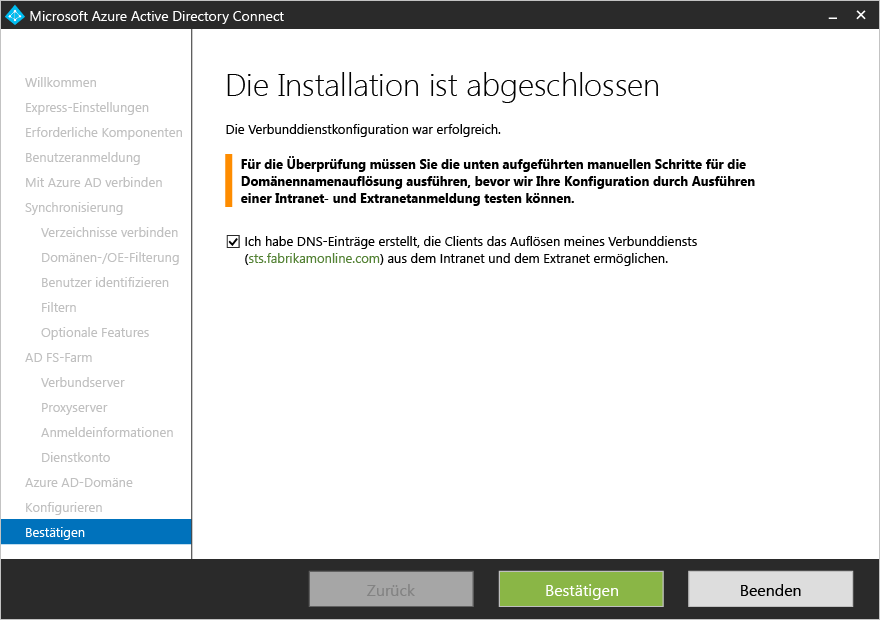 Microsoft Azure Active Directory Connect
Willkommen
Express-Einstellungen
Erforderliche Komponenten
Benutzeranmeldung
Mit Azure AD verbinden
Synchronisierung
Verzeichnisse verbinden
Domänen-/OE-Filterung
Benutzer identifizieren
Filtern
Optionale Features
AD FS-Farm
Verbundserver
Proxyserver
Anmeldeinformationen
Dienstkonto
Azure AD-Domäne
Konfigurieren
Bestätigen
Die Installation ist abgeschlossen
Die Verbunddienstkonfiguration war erfolgreich.
Für die Überprüfung müssen Sie die unten aufgeführten manuellen Schritte für die
Domänennamenauflösung ausführen, bevor wir Ihre Konfiguration durch Ausführen
einer Intranet- und Extranetanmeldung testen können.
Ich habe DNS-Einträge erstellt, die Clients das Auflösen meines Verbunddiensts
(sts.fabrikamonline.com) aus dem Intranet und dem Extranet ermöglichen.
Zurück
Bestätigen
Beenden